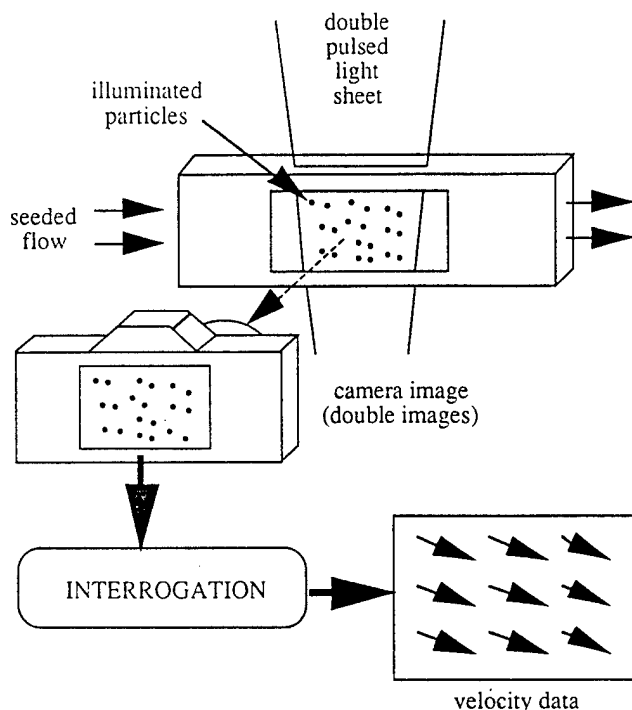 double
pulsed
light
sheet
illuminated
particles
seeded
flow
camera image
(double images)
INTERROGATION
velocity data